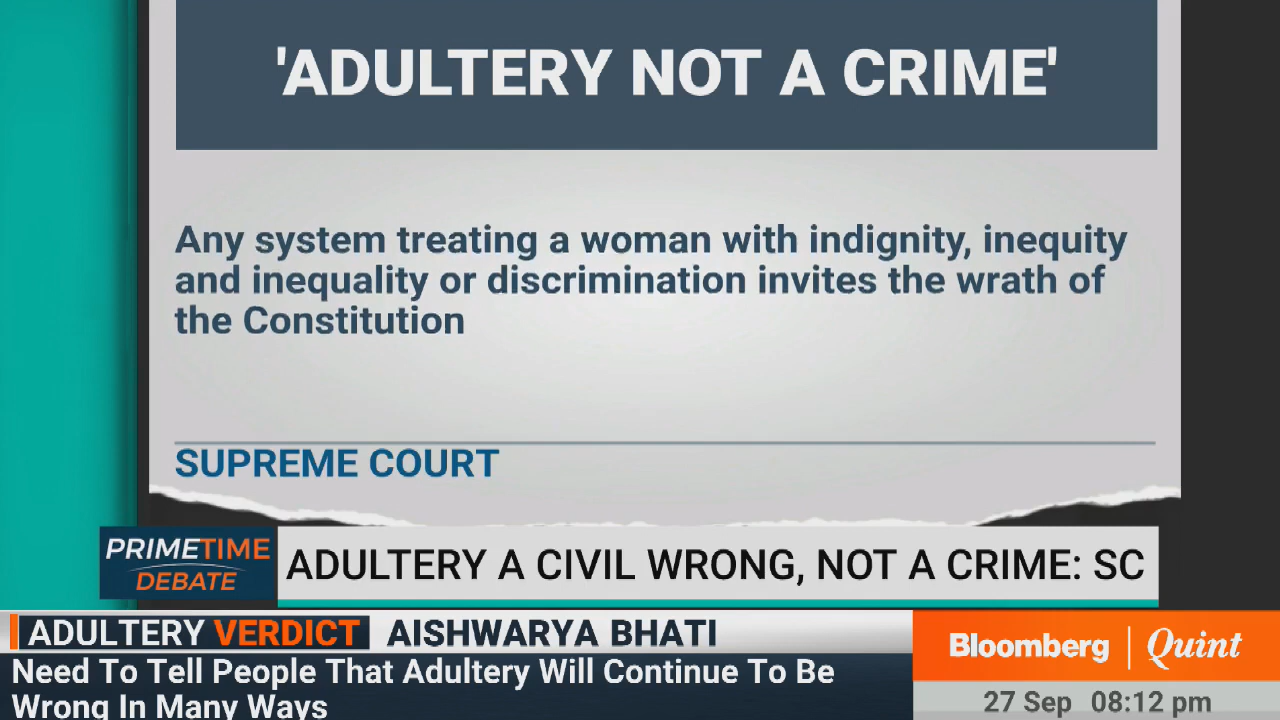 'ADULTERY NOT A CRIME'
Any system treating a woman with indignity, inequity
and inequality or discrimination invites the wrath of
the Constitution
SUPREME COURT
PRIMETIME
DEBATE
ADULTERY A CIVIL WRONG, NOT A CRIME: SC
ADULTERY VERDICT AISHWARYA BHATI
Need To Tell People That Adultery Will Continue To Be
Wrong In Many Ways
Bloomberg | Quint
27 Sep 08:12 pm